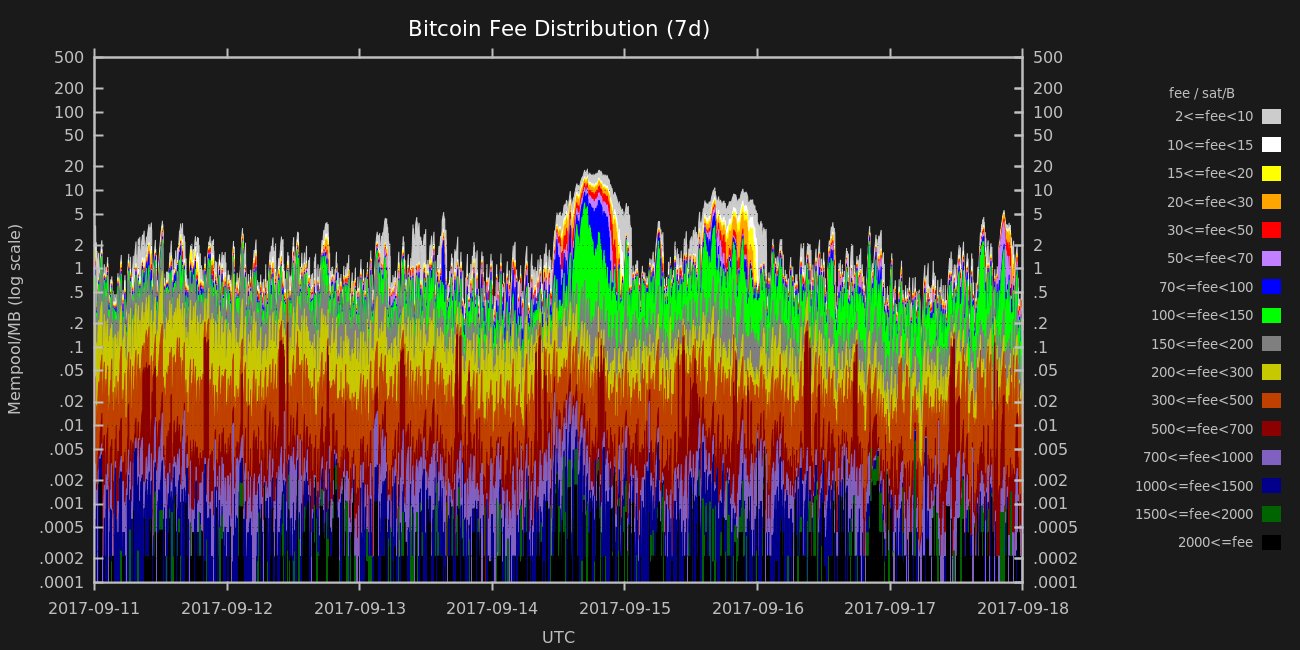 Bitcoin Fee Distribution (7d)
Mempool/MB (log scale)
500
200
100
50
20
10
5
2
1
.5
.2
.1
.05
.02
.01
.005
.002
.001
.0005
.0002
.0001
500
200
100
50
20
10
5
2
1
.5
.2
.1
.05
.02
.01
.005
.002
.001
.0005
.0002
.0001
2017-09-11 2017-09-12 2017-09-13 2017-09-14 2017-09-15 2017-09-16 2017-09-17 2017-09-18
UTC
fee / sat/B
2<=fee<10
10<=fee<15
15<=fee<20
20<=fee<30
30<=fee<50
50<=fee<70
70<=fee<100
100<=fee<150
150<=fee<200
200<=fee<300
300<=fee<500
500<=fee<700
700<=fee<1000
1000<=fee<1500
1500<=fee<2000
2000<=fee